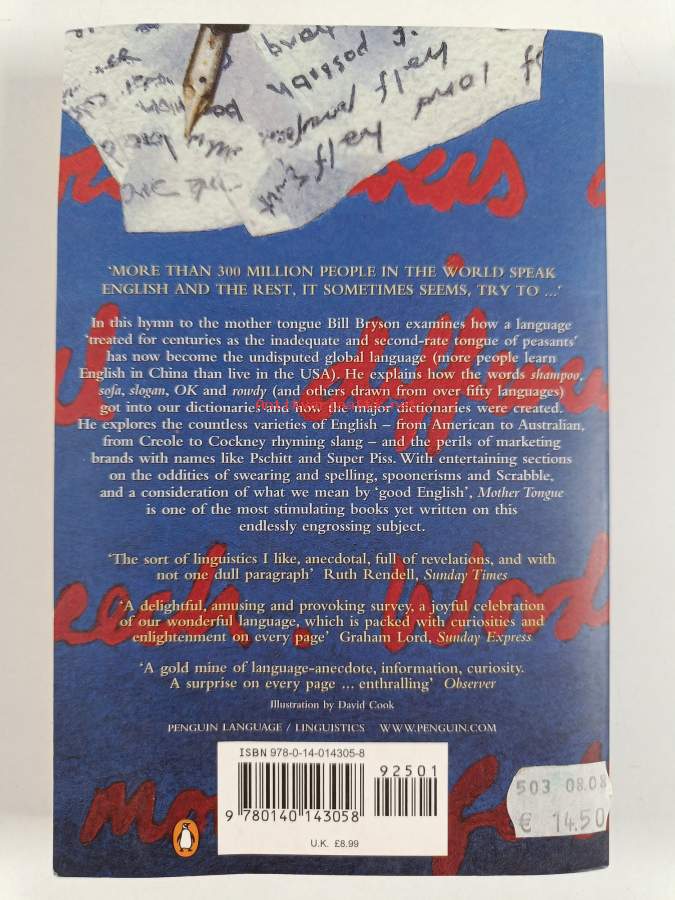 half long
‘MORE THAN 300 MILLION PEOPLE IN THE WORLD SPEAK
ENGLISH AND THE REST, IT SOMETIMES SEEMS, TRY TO ...’
In this hymn to the mother tongue Bill Bryson examines how a language
‘treated for centuries as the inadequate and second-rate tongue of peasants’
has now become the undisputed global language (more people learn
English in China than live in the USA). He explains how the words shampoo,
sofa, slogan, OK and rowdy (and others drawn from over fifty languages)
got into our dictionaries and how the major dictionaries were created.
He explores the countless varieties of English – from American to Australian,
from Creole to Cockney rhyming slang – and the perils of marketing
brands with names like Pschitt and Super Piss. With entertaining sections
on the oddities of swearing and spelling, spoonerisms and Scrabble,
and a consideration of what we mean by ‘good English’, Mother Tongue
is one of the most stimulating books yet written on this
endlessly engrossing subject.
‘The sort of linguistics I like, anecdotal, full of revelations, and with
not one dull paragraph’ Ruth Rendell, Sunday Times
‘A delightful, amusing and provoking survey, a joyful celebration
of our wonderful language, which is packed with curiosities and
enlightenment on every page’ Graham Lord, Sunday Express
‘A gold mine of language-anecdote, information, curiosity.
A surprise on every page ... enthralling’ Observer
Illustration by David Cook
PENGUIN LANGUAGE / LINGUISTICS WWW.PENGUIN.COM
ISBN 978-0-14-014305-8
92501
9 780140 143058
U.K. £8.99
503 08.08
€ 14.50